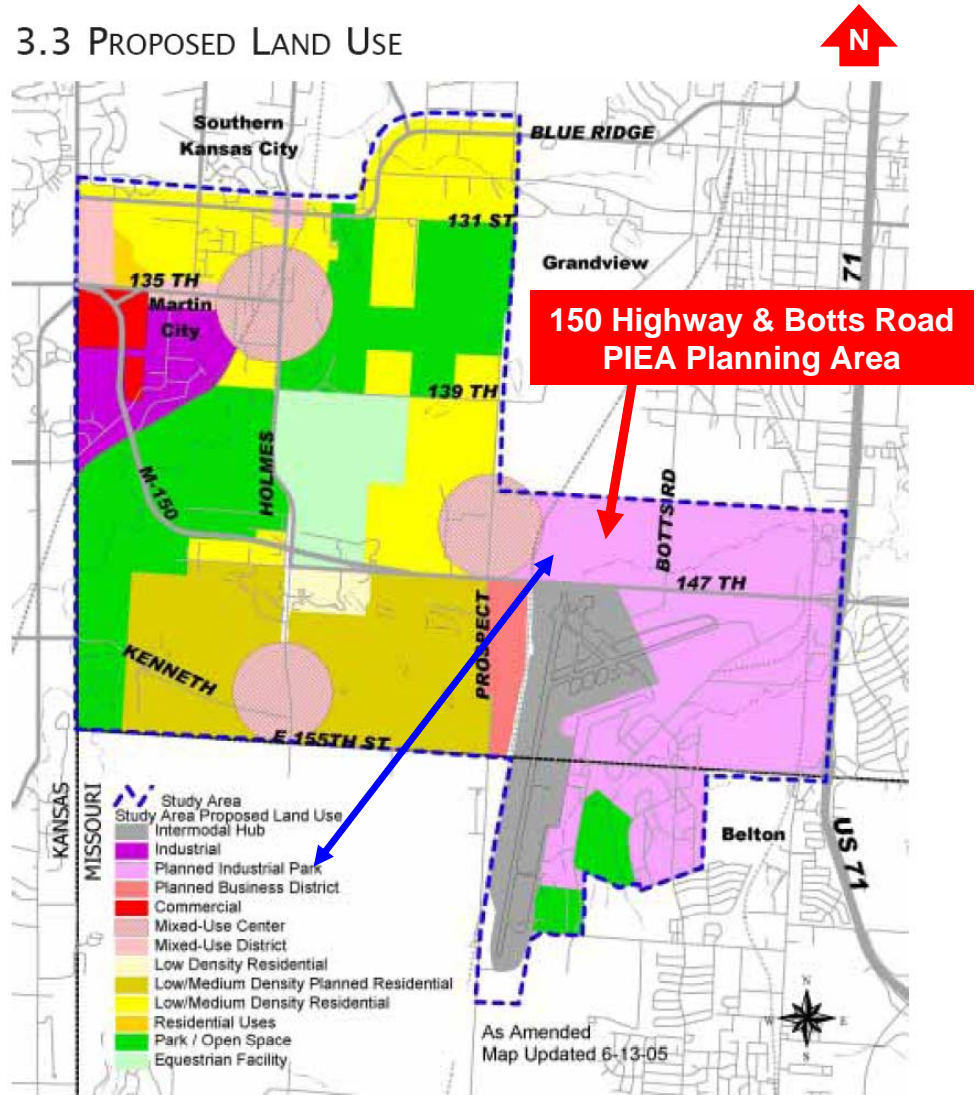 3.3 PROPOSED LAND USE
N
Southern
Kansas City
BLUE RIDGE
131 ST
Grandview
71
135 TH
Martin
City
150 Highway & Botts Road
PIEA Planning Area
139 TH
HOLMES
M-150
BOTTS RD
147 TH
PROSPECT
KENNETH
E 155TH ST
KANSAS
MISSOURI
Study Area
Study Area Proposed Land Use
Intermodal Hub
Industrial
Planned Industrial Park
Planned Business District
Commercial
Mixed-Use Center
Mixed-Use District
Low Density Residential
Low/Medium Density Planned Residential
Low/Medium Density Residential
Residential Uses
Park / Open Space
Equestrian Facility
Belton
US 71
As Amended
Map Updated 6-13-05
N
W E
S